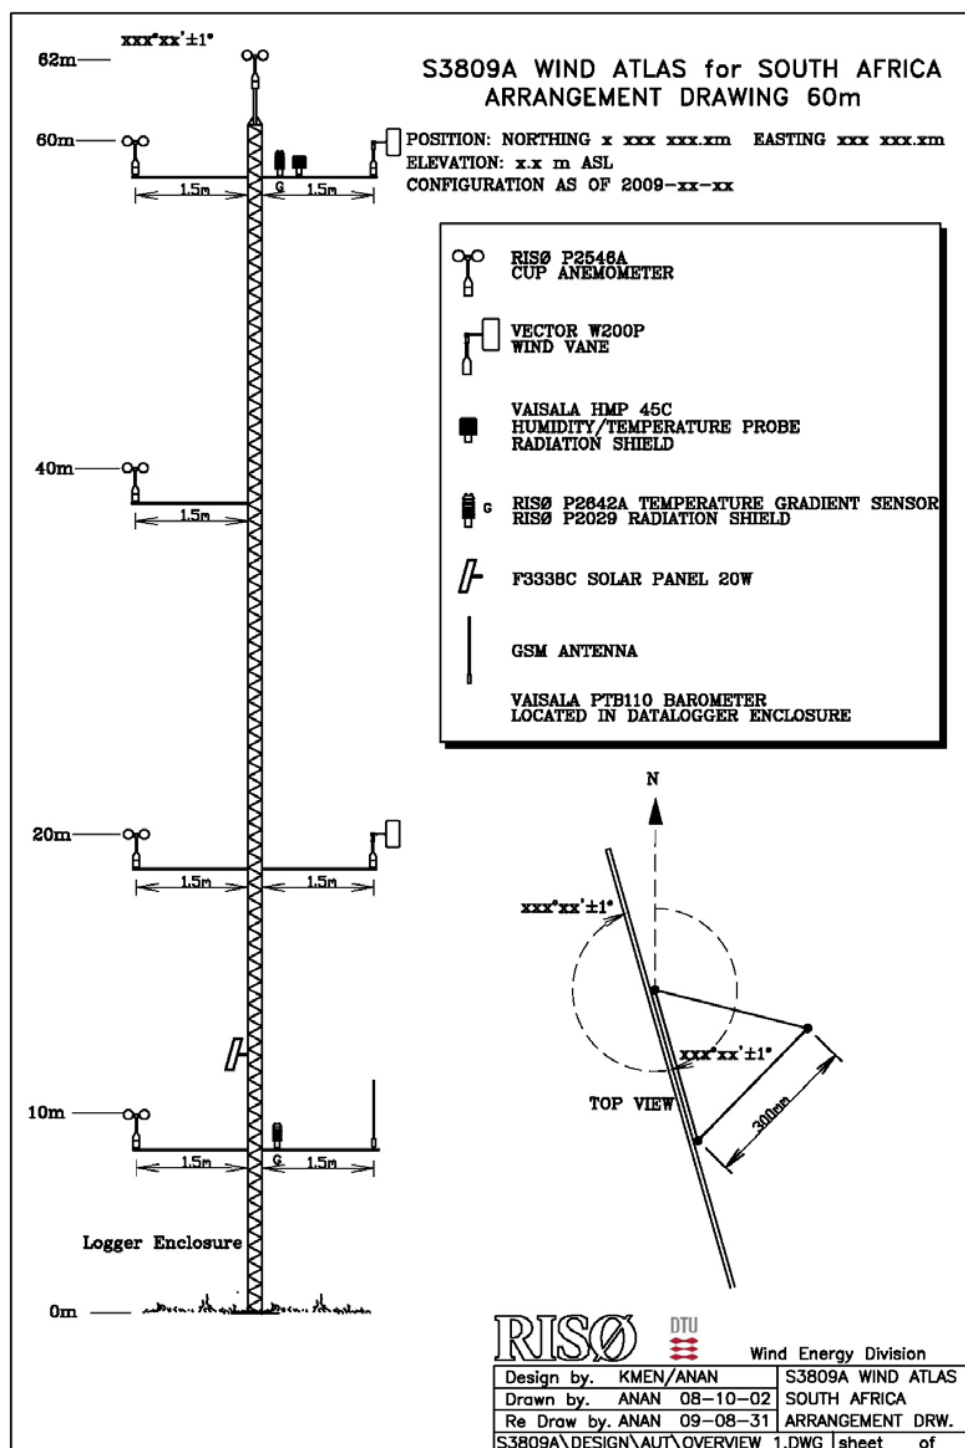 xxx°xx'±1°
62m
S3809A WIND ATLAS for SOUTH AFRICA
ARRANGEMENT DRAWING 60m
60m
POSITION: NORTHING x xxx xxx.xm EASTING xxx xxx.xm
ELEVATION: x.x m ASL
CONFIGURATION AS OF 2009-xx-xx
1.5m
G
1.5m
RISØ P2546A
CUP ANEMOMETER
VECTOR W200P
WIND VANE
VAISALA HMP 45C
HUMIDITY/TEMPERATURE PROBE
RADIATION SHIELD
40m
1.5m
G
RISØ P2642A TEMPERATURE GRADIENT SENSOR
RISØ P2029 RADIATION SHIELD
F3338C SOLAR PANEL 20W
GSM ANTENNA
VAISALA PTB110 BAROMETER
LOCATED IN DATALOGGER ENCLOSURE
20m
1.5m
1.5m
N
xxx°xx'±1°
xxx°xx'±1°
TOP VIEW
300mm
10m
G
1.5m
1.5m
Logger Enclosure
0m
RISØ
DTU
Wind Energy Division
Design by. KMEN/ANAN
S3809A WIND ATLAS
Drawn by. ANAN 08-10-02
SOUTH AFRICA
Re Draw by. ANAN 09-08-31
ARRANGEMENT DRW.
S3809A\DESIGN\AUT\OVERVIEW 1.DWG
sheet of